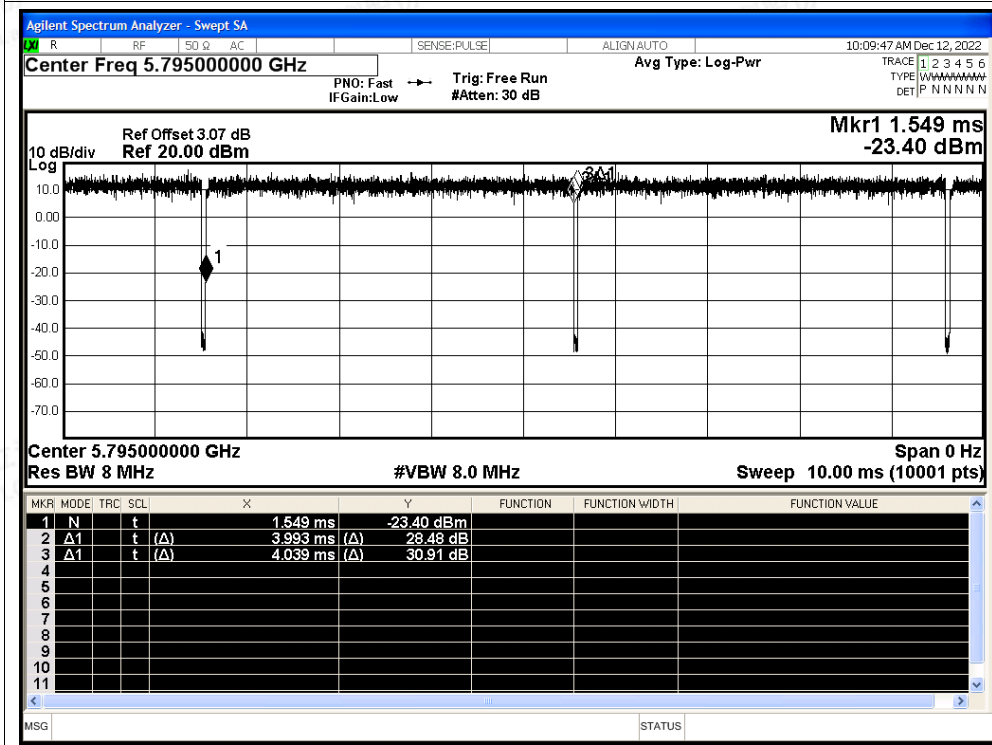 Agilent Spectrum Analyzer - Swept SA
LXI R RF 50 Ω AC SENSE:PULSE ALIGN AUTO 10:09:47 AM Dec 12, 2022
Center Freq 5.795000000 GHz Avg Type: Log-Pwr TRACE 1 2 3 4 5 6
PNO: Fast Trig: Free Run TYPE WWWWWW
IFGain:Low #Atten: 30 dB DET P N N N N N
Mkr1 1.549 ms
Ref Offset 3.07 dB
10 dB/div Ref 20.00 dBm -23.40 dBm
Log
10.0
0.00
-10.0
1
-20.0
-30.0
-40.0
-50.0
-60.0
-70.0
Center 5.795000000 GHz Span 0 Hz
Res BW 8 MHz #VBW 8.0 MHz Sweep 10.00 ms (10001 pts)
MKR MODE TRC SCL X Y FUNCTION FUNCTION WIDTH FUNCTION VALUE
1 N t 1.549 ms -23.40 dBm
2 Δ1 t (Δ) 3.993 ms (Δ) 28.48 dB
3 Δ1 t (Δ) 4.039 ms (Δ) 30.91 dB
4
5
6
7
8
9
10
11
MSG STATUS